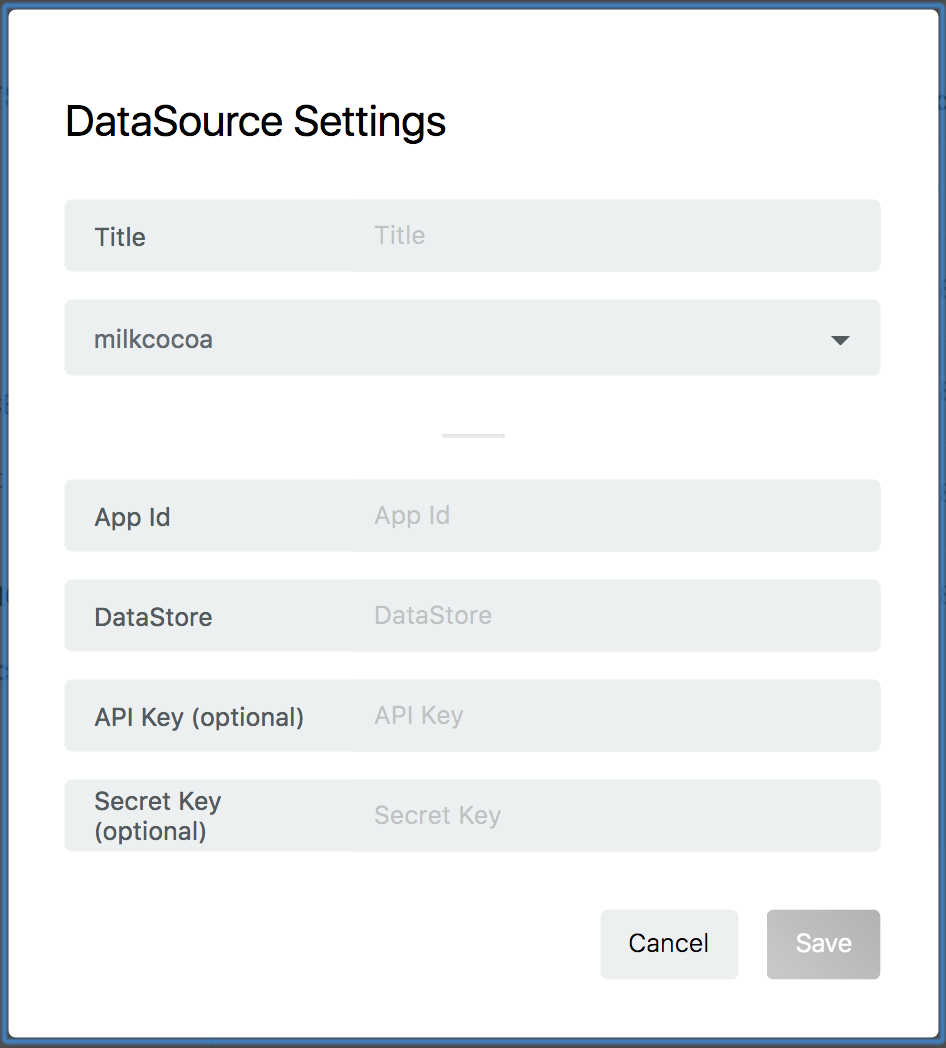 DataSource Settings
Title Title
milkcocoa
App Id App Id
DataStore DataStore
API Key (optional) API Key
Secret Key
(optional) Secret Key
Cancel Save